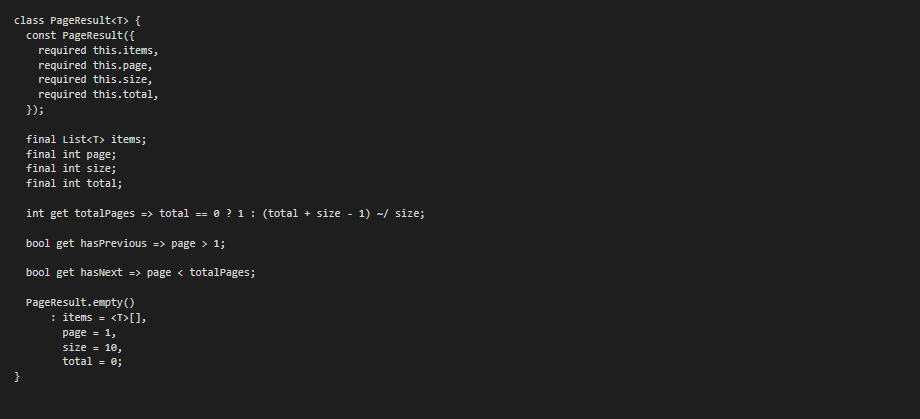 class PageResult<T> {
  const PageResult({
    required this.items,
    required this.page,
    required this.size,
    required this.total,
  });

  final List<T> items;
  final int page;
  final int size;
  final int total;

  int get totalPages => total == 0 ? 1 : (total + size - 1) ~/ size;

  bool get hasPrevious => page > 1;

  bool get hasNext => page < totalPages;

  PageResult.empty()
      : items = <T>[],
        page = 1,
        size = 10,
        total = 0;
}